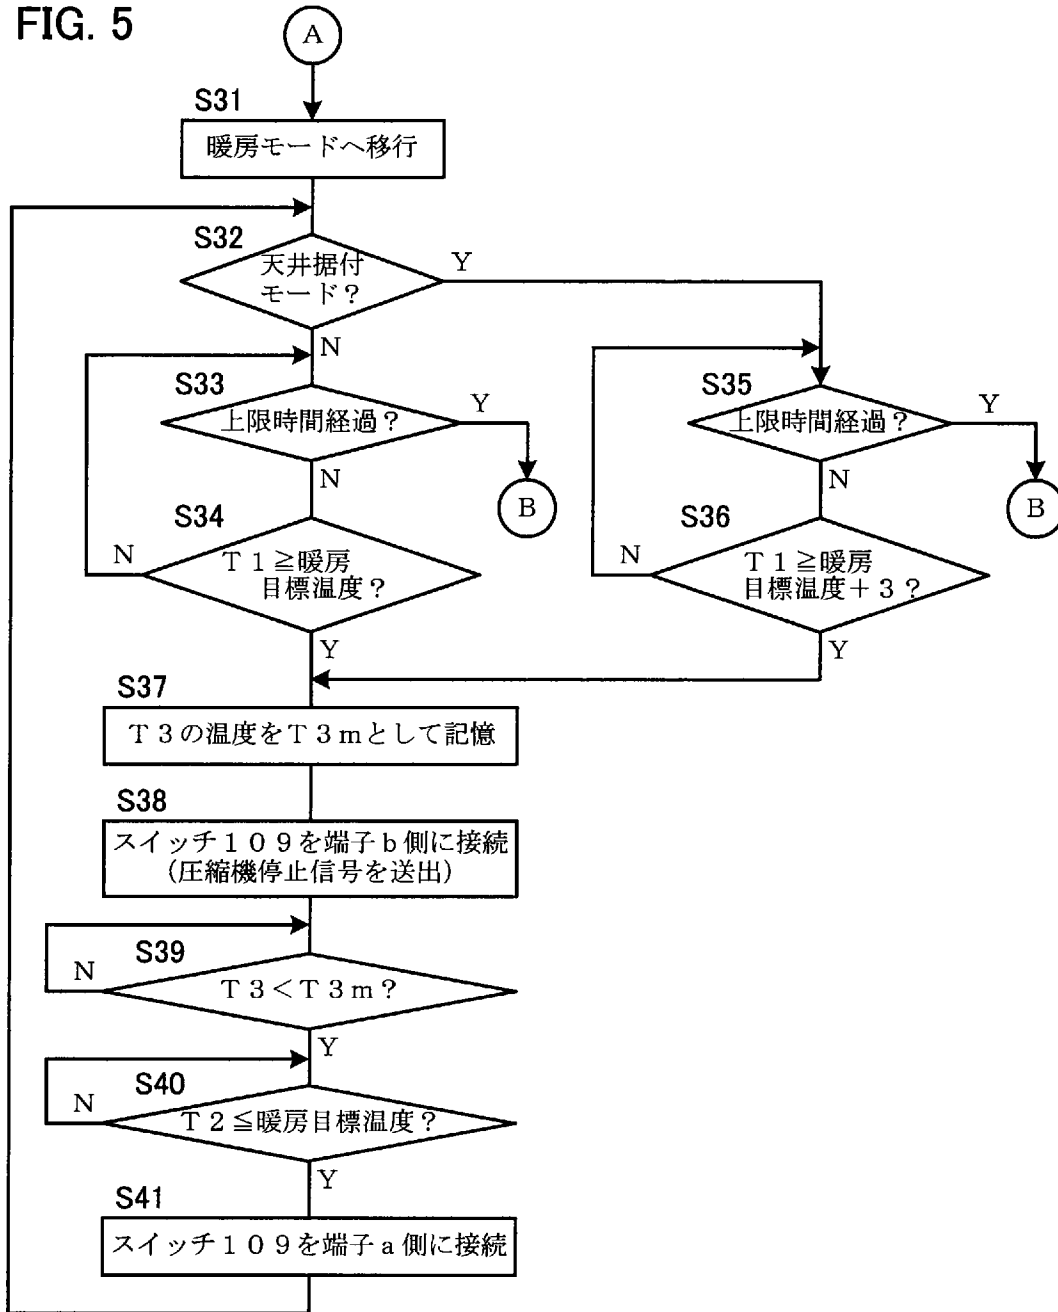 FIG. 5
A
S31
暖房モードへ移行
S32
天井据付
モード？
Y
N
S33
上限時間経過？
Y
N
B
S35
上限時間経過？
Y
N
B
S34
T1≧暖房
目標温度？
N
Y
S36
T1≧暖房
目標温度＋3？
N
Y
S37
T3の温度をT3mとして記憶
S38
スイッチ109を端子b側に接続
(圧縮機停止信号を送出)
S39
T3＜T3m？
N
Y
S40
T2≦暖房目標温度？
N
Y
S41
スイッチ109を端子a側に接続